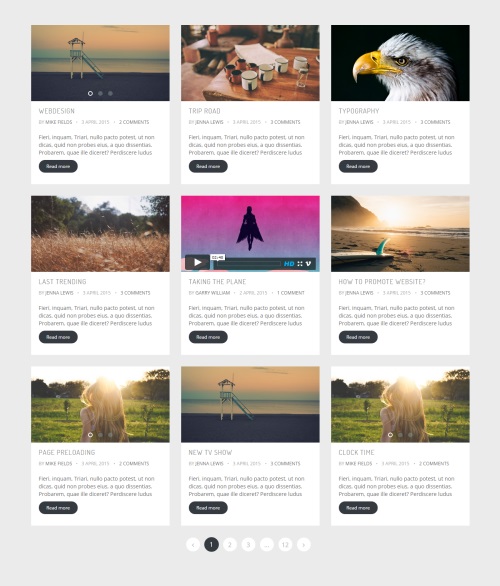 WEBDESIGN
BY MIKE FIELDS • 3 APRIL 2015 • 2 COMMENTS
Fieri, inquam, Triari, nullo pacto potest, ut non
dicas, quid non probes eius, a quo dissentias.
Probarem, quae ille diceret? Perdiscere ludus
Read more
TRIP ROAD
BY JENNA LEWIS • 3 APRIL 2015 • 3 COMMENTS
Fieri, inquam, Triari, nullo pacto potest, ut non
dicas, quid non probes eius, a quo dissentias.
Probarem, quae ille diceret? Perdiscere ludus
Read more
TYPOGRAPHY
BY JENNA LEWIS • 3 APRIL 2015 • 3 COMMENTS
Fieri, inquam, Triari, nullo pacto potest, ut non
dicas, quid non probes eius, a quo dissentias.
Probarem, quae ille diceret? Perdiscere ludus
Read more
LAST TRENDING
BY JENNA LEWIS • 3 APRIL 2015 • 3 COMMENTS
Fieri, inquam, Triari, nullo pacto potest, ut non
dicas, quid non probes eius, a quo dissentias.
Probarem, quae ille diceret? Perdiscere ludus
Read more
02:40
HD
TAKING THE PLANE
BY GARRY WILLIAM • 2 APRIL 2015 • 1 COMMENT
Fieri, inquam, Triari, nullo pacto potest, ut non
dicas, quid non probes eius, a quo dissentias.
Probarem, quae ille diceret? Perdiscere ludus
Read more
HOW TO PROMOTE WEBSITE?
BY JENNA LEWIS • 3 APRIL 2015 • 3 COMMENTS
Fieri, inquam, Triari, nullo pacto potest, ut non
dicas, quid non probes eius, a quo dissentias.
Probarem, quae ille diceret? Perdiscere ludus
Read more
PAGE PRELOADING
BY MIKE FIELDS • 3 APRIL 2015 • 2 COMMENTS
Fieri, inquam, Triari, nullo pacto potest, ut non
dicas, quid non probes eius, a quo dissentias.
Probarem, quae ille diceret? Perdiscere ludus
Read more
NEW TV SHOW
BY JENNA LEWIS • 3 APRIL 2015 • 3 COMMENTS
Fieri, inquam, Triari, nullo pacto potest, ut non
dicas, quid non probes eius, a quo dissentias.
Probarem, quae ille diceret? Perdiscere ludus
Read more
CLOCK TIME
BY MIKE FIELDS • 3 APRIL 2015 • 2 COMMENTS
Fieri, inquam, Triari, nullo pacto potest, ut non
dicas, quid non probes eius, a quo dissentias.
Probarem, quae ille diceret? Perdiscere ludus
Read more
‹ 1 2 3 ... 12 ›